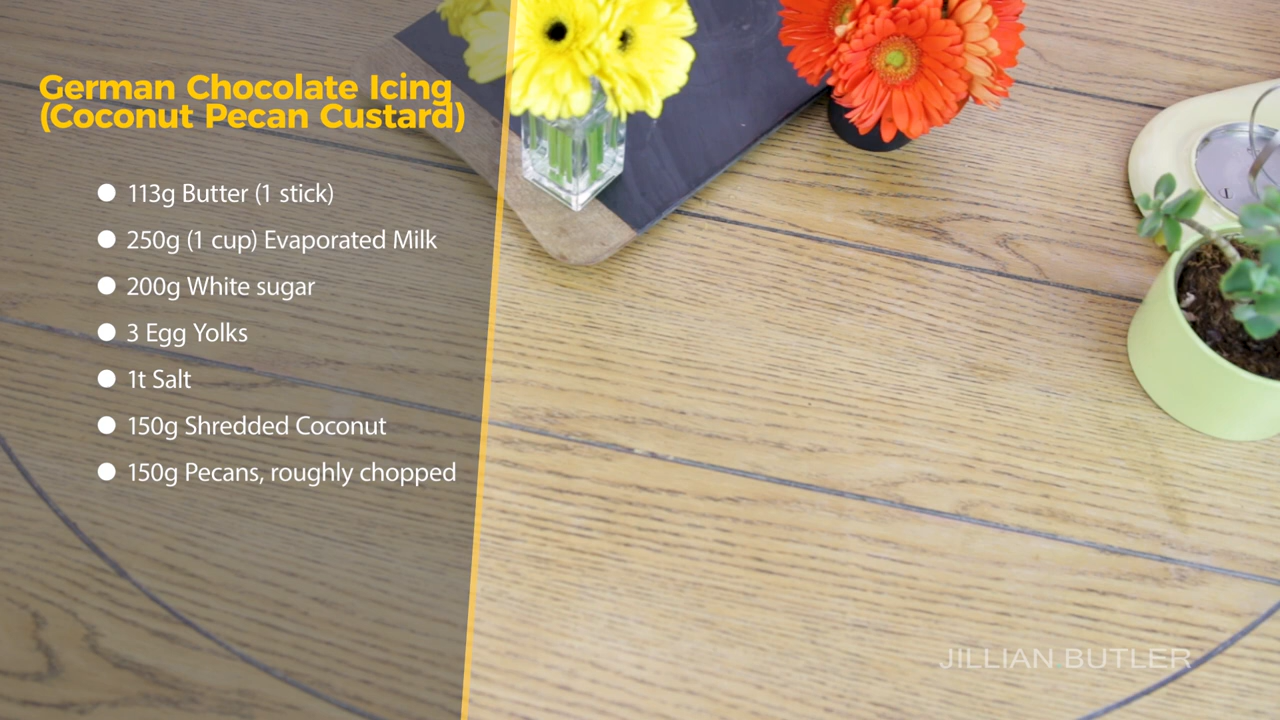 German Chocolate Icing
(Coconut Pecan Custard)
● 113g Butter (1 stick)
● 250g (1 cup) Evaporated Milk
● 200g White sugar
● 3 Egg Yolks
● 1t Salt
● 150g Shredded Coconut
● 150g Pecans, roughly chopped
JILLIAN BUTLER